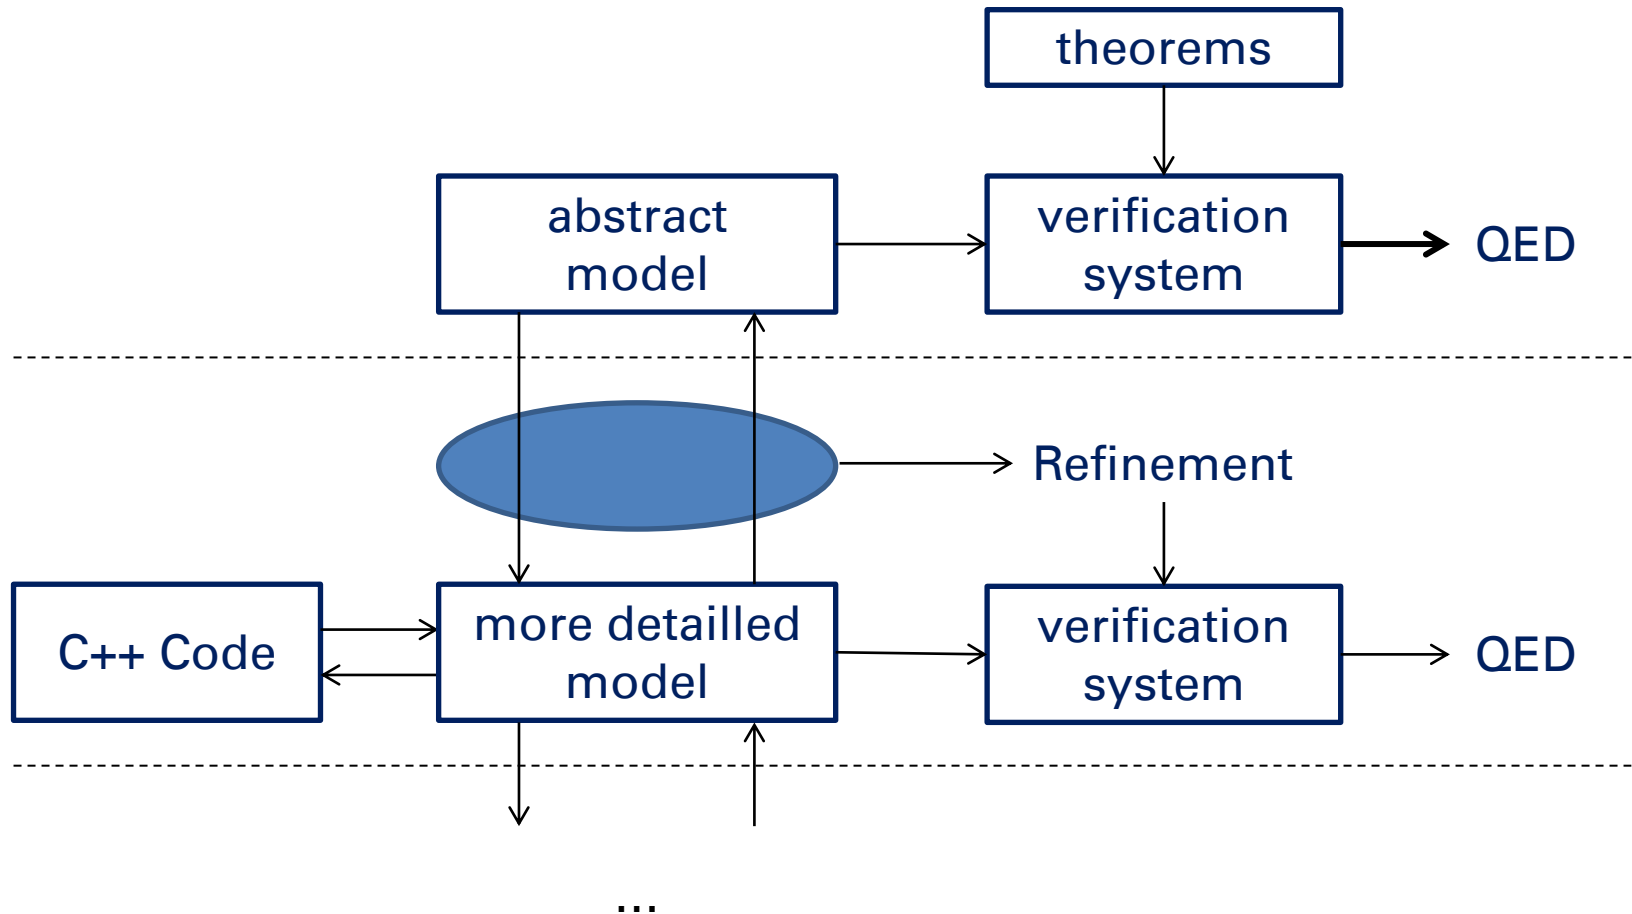 theorems
abstract
model
verification
system
QED
Refinement
C++ Code
more detailled
model
verification
system
QED
...